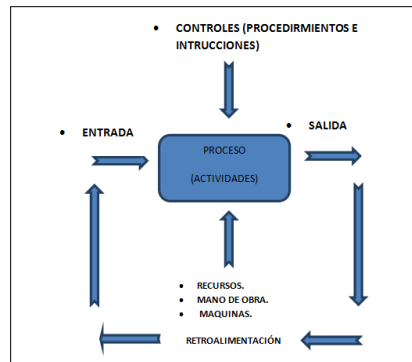 • CONTROLES (PROCEDIRMIENTOS E
INTRUCCIONES)
• ENTRADA
• SALIDA
PROCESO
(ACTIVIDADES)
• RECURSOS.
• MANO DE OBRA.
• MAQUINAS.
RETROALIMENTACIÓN